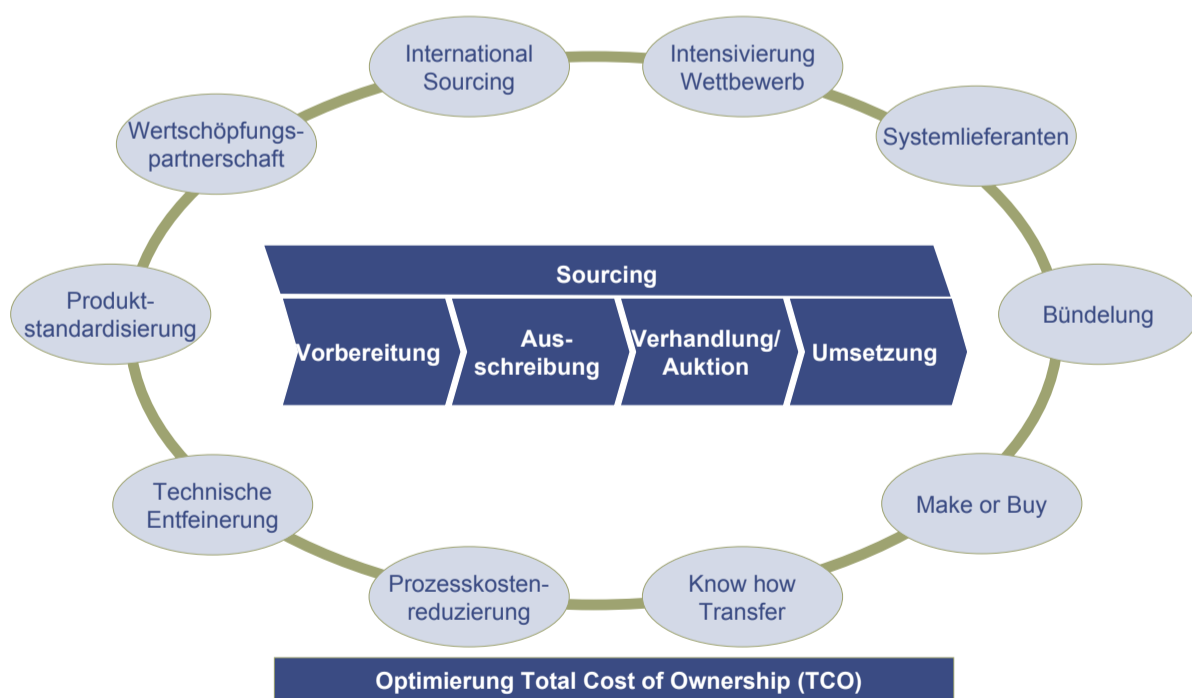 International
Sourcing
Intensivierung
Wettbewerb
Wertschöpfungs-
partnerschaft
Systemlieferanten
Sourcing
Produkt-
standardisierung
Vorbereitung
Aus-
schreibung
Verhandlung/
Auktion
Umsetzung
Bündelung
Technische
Entfeinerung
Make or Buy
Prozesskosten-
reduzierung
Know how
Transfer
Optimierung Total Cost of Ownership (TCO)